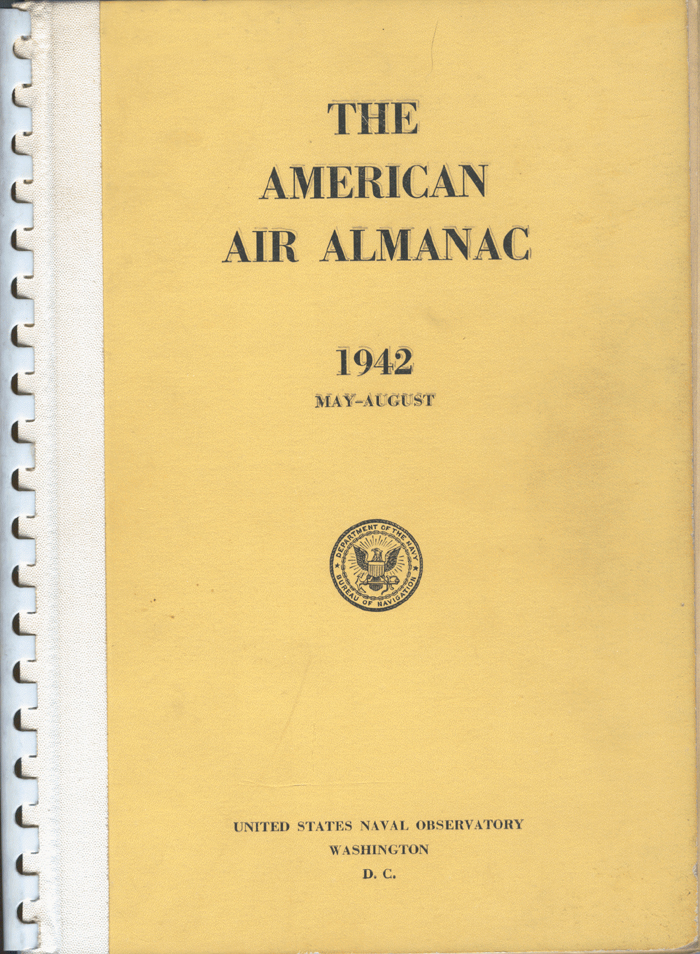 THE
AMERICAN
AIR ALMANAC
1942
MAY–AUGUST
DEPARTMENT OF THE NAVY
BUREAU OF NAVIGATION
UNITED STATES NAVAL OBSERVATORY
WASHINGTON
D. C.